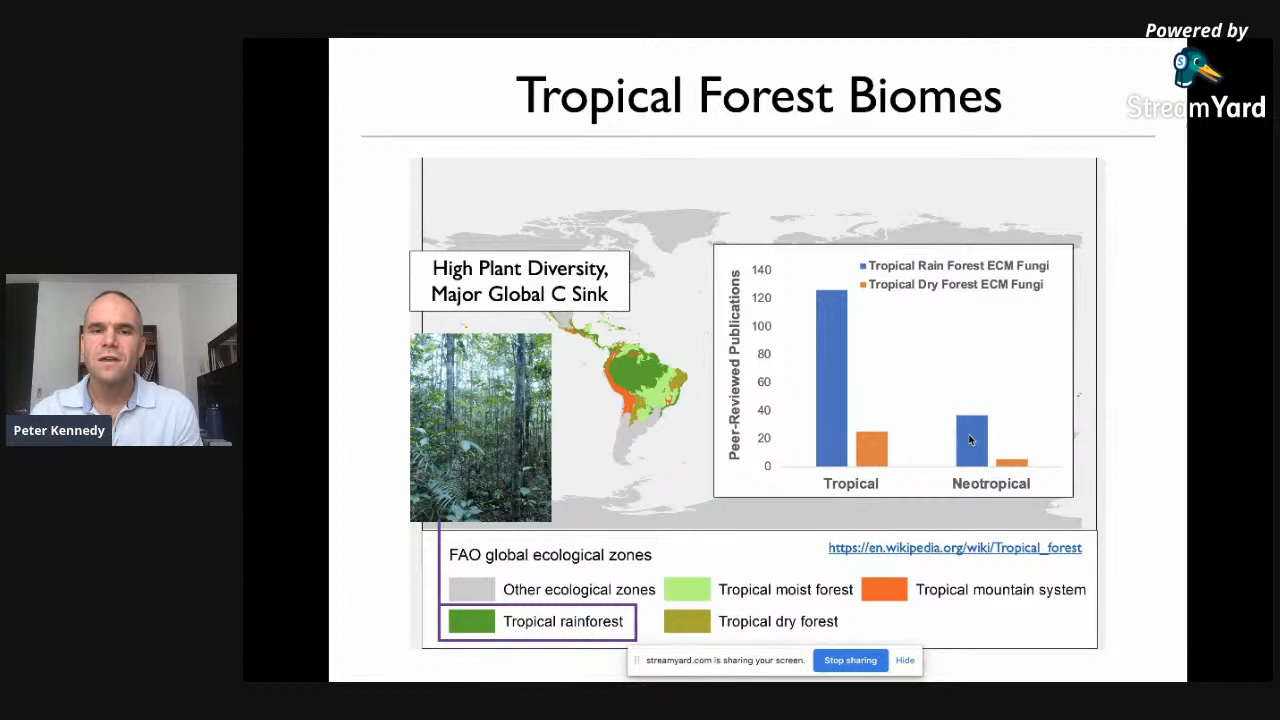 Powered by
StreamYard
Tropical Forest Biomes
High Plant Diversity,
Major Global C Sink
Peer-Reviewed Publications
140
120
100
80
60
40
20
0
Tropical Rain Forest ECM Fungi
Tropical Dry Forest ECM Fungi
Tropical
Neotropical
Peter Kennedy
FAO global ecological zones
https://en.wikipedia.org/wiki/Tropical_forest
Other ecological zones
Tropical moist forest
Tropical mountain system
Tropical rainforest
Tropical dry forest
streamyard.com is sharing your screen.
Stop sharing
Hide